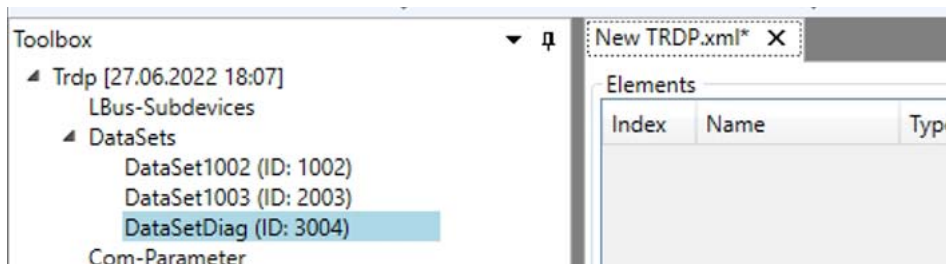 Toolbox
New TRDP.xml*
Trdp [27.06.2022 18:07]
LBus-Subdevices
DataSets
DataSet1002 (ID: 1002)
DataSet1003 (ID: 2003)
DataSetDiag (ID: 3004)
Com-Parameter
Elements
Index Name Type